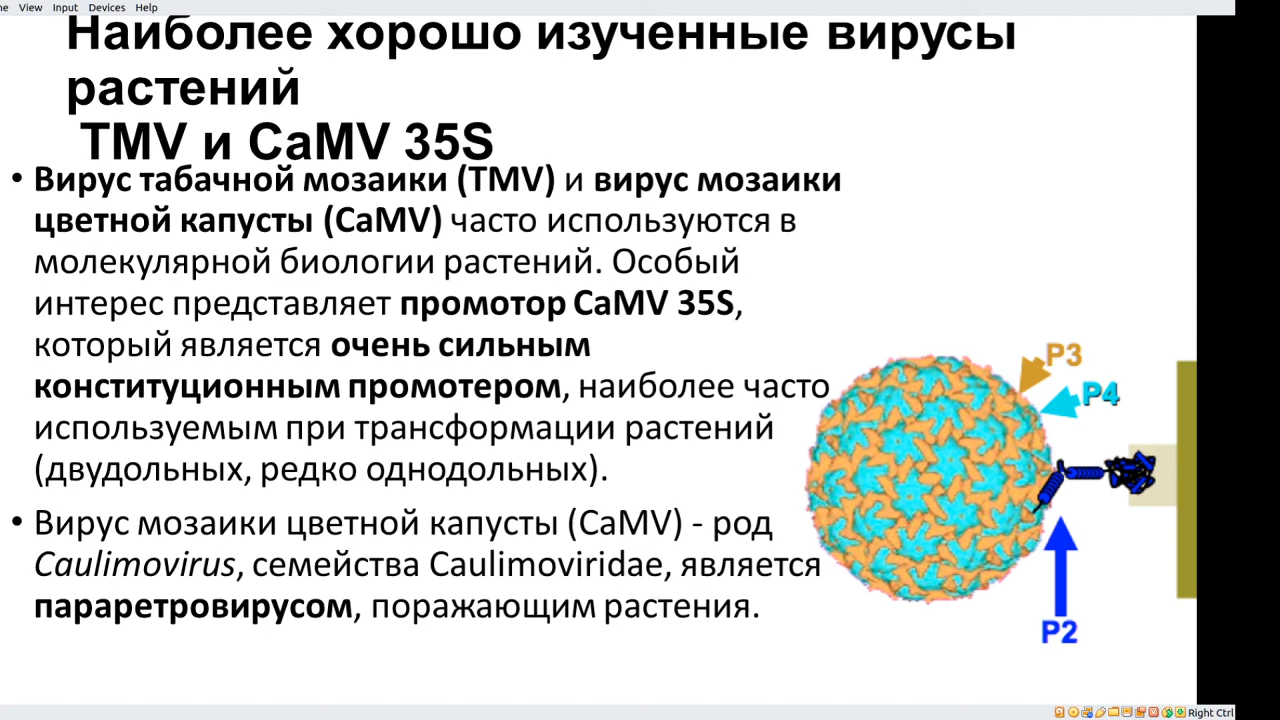 View Input Devices Help
Наиболее хорошо изученные вирусы
растений
TMV и CaMV 35S
• Вирус табачной мозаики (TMV) и вирус мозаики
цветной капусты (CaMV) часто используются в
молекулярной биологии растений. Особый
интерес представляет промотор CaMV 35S,
который является очень сильным
конституционным промотером, наиболее часто
используемым при трансформации растений
(двудольных, редко однодольных).
• Вирус мозаики цветной капусты (CaMV) - род
Caulimovirus, семейства Caulimoviridae, является
параретровирусом, поражающим растения.
P3
P4
P2
Right Ctrl